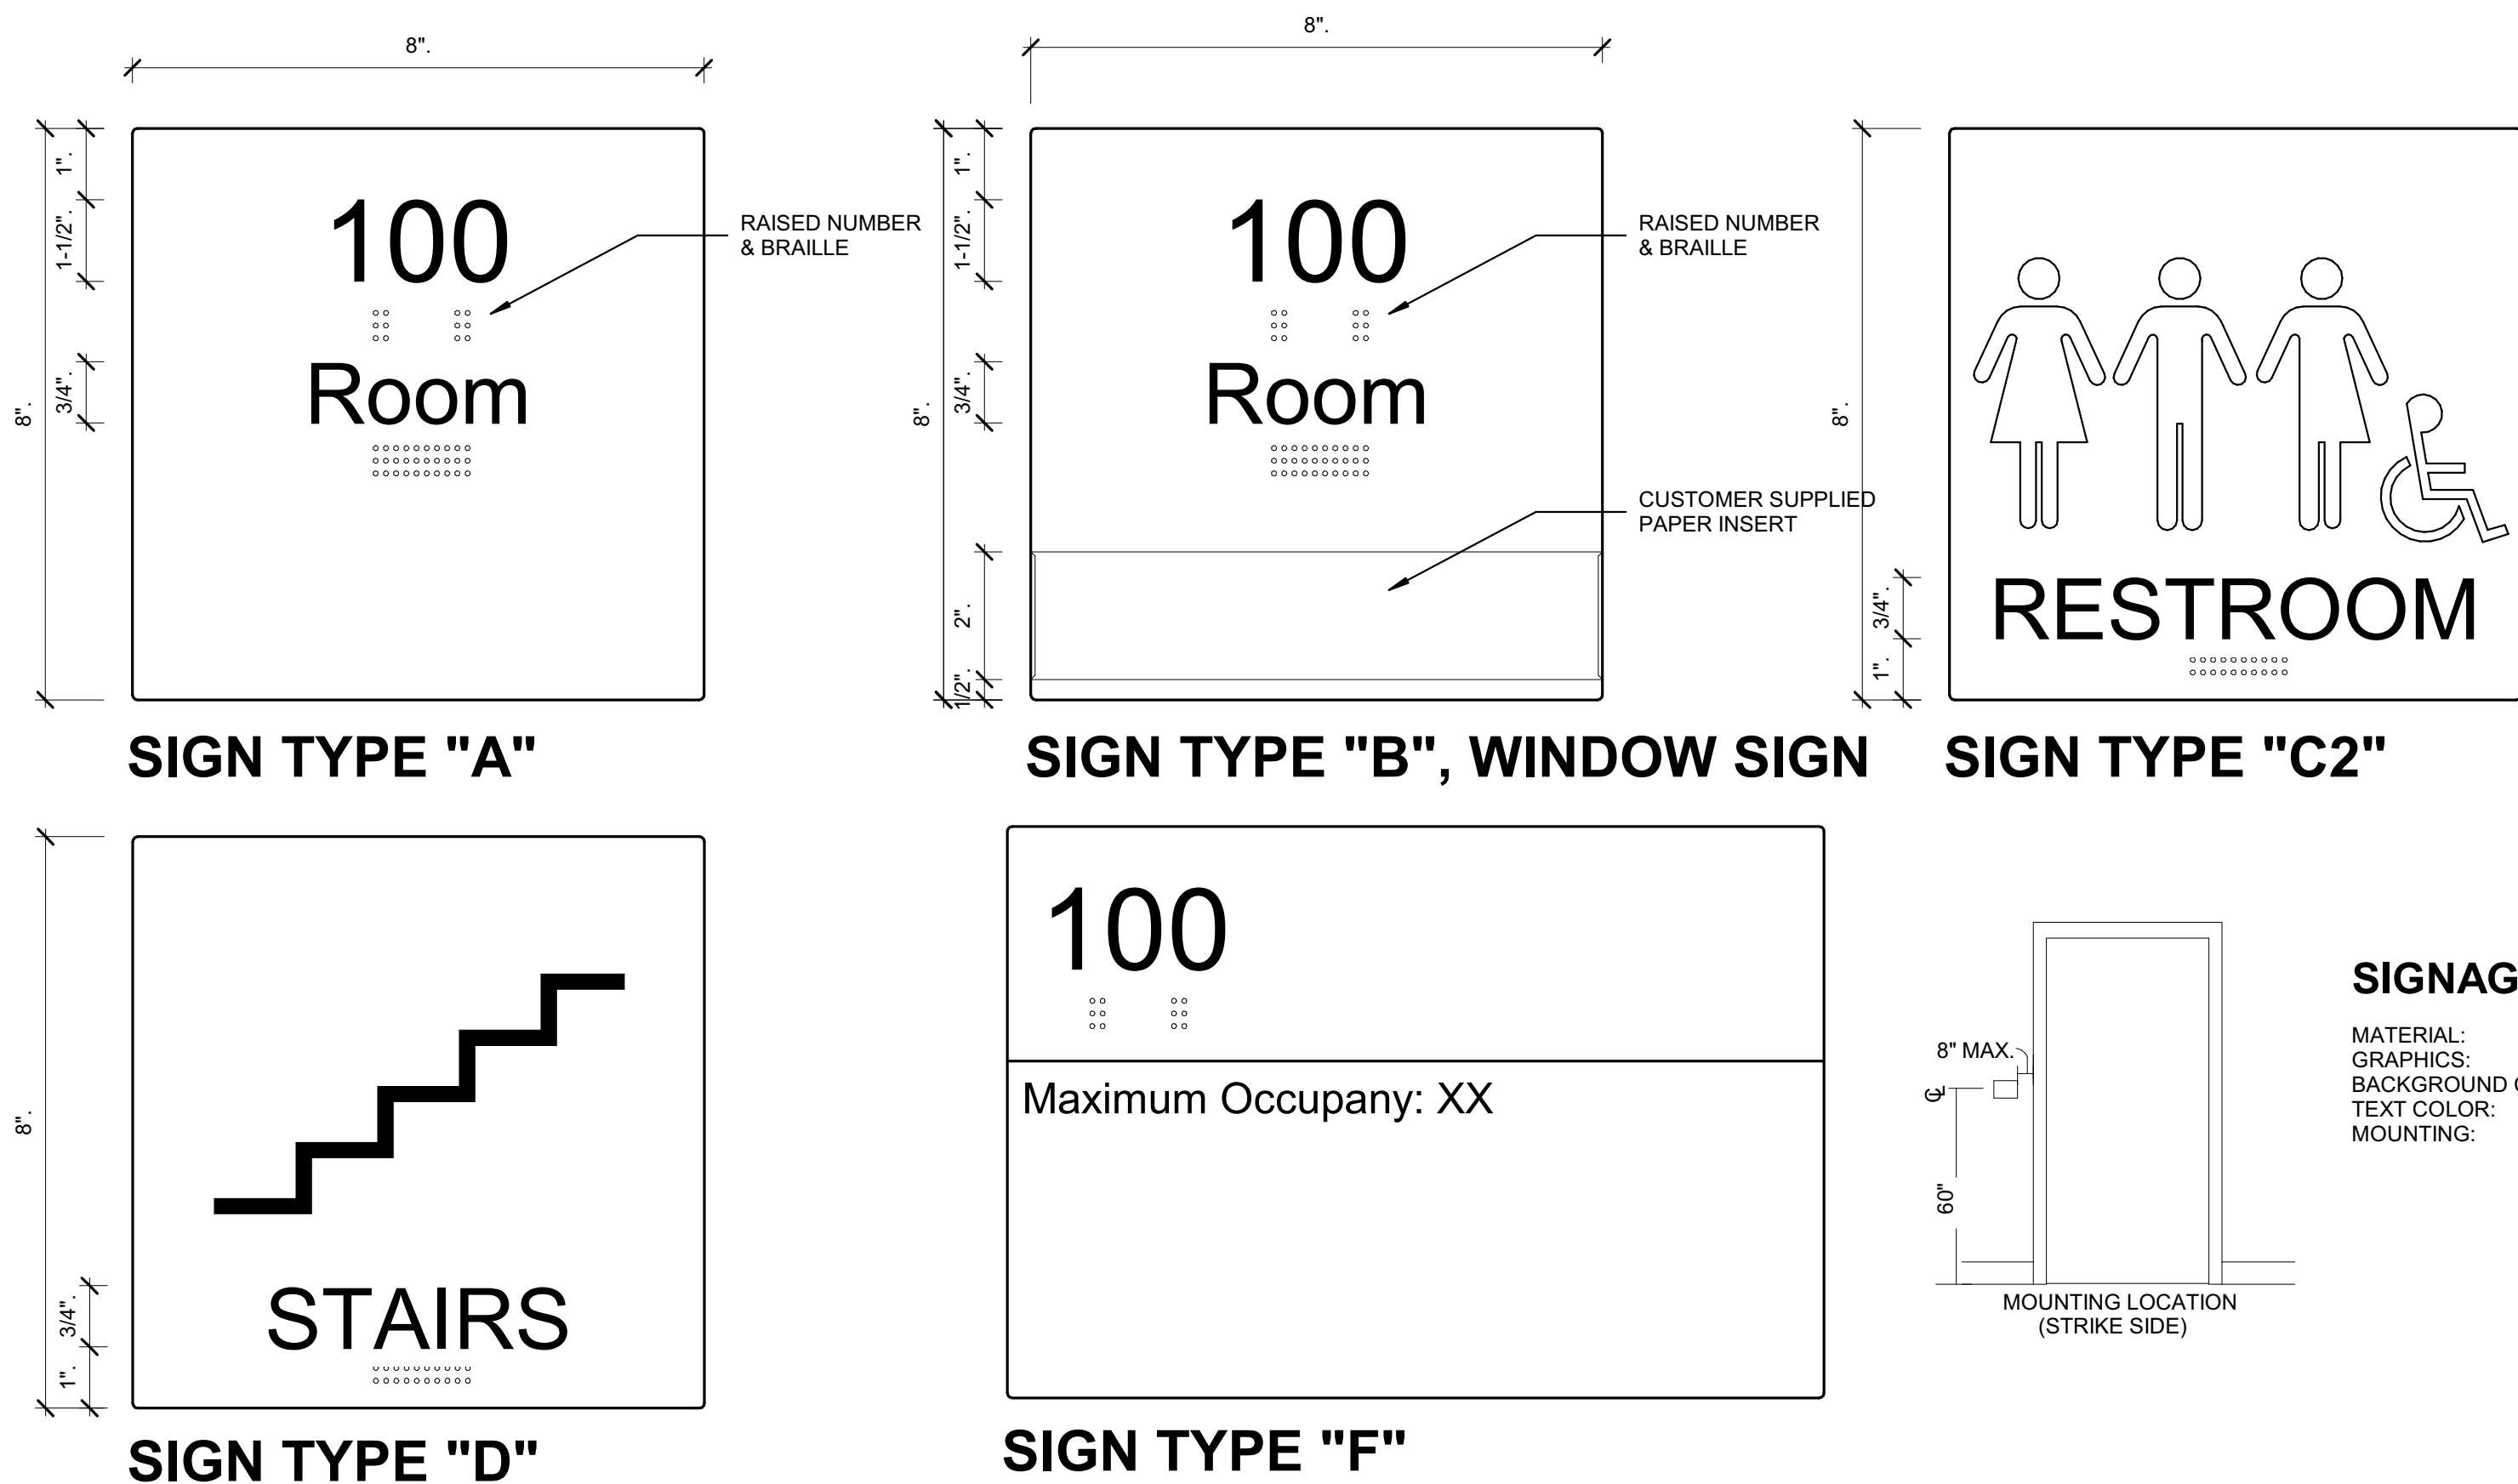 8".
8".
1".
1-1/2".
3/4".
100
Room
RAISED NUMBER
& BRAILLE
SIGN TYPE "A"
8".
8".
1".
1-1/2".
3/4".
2".
1/2".
100
Room
RAISED NUMBER
& BRAILLE
CUSTOMER SUPPLIED
PAPER INSERT
SIGN TYPE "B", WINDOW SIGN
8".
3/4".
1".
RESTROOM
SIGN TYPE "C2"
8".
3/4".
1".
STAIRS
SIGN TYPE "D"
100
Maximum Occupany: XX
SIGN TYPE "F"
8" MAX.
CL
60"
MOUNTING LOCATION
(STRIKE SIDE)
SIGNAG
MATERIAL:
GRAPHICS:
BACKGROUND
TEXT COLOR:
MOUNTING: